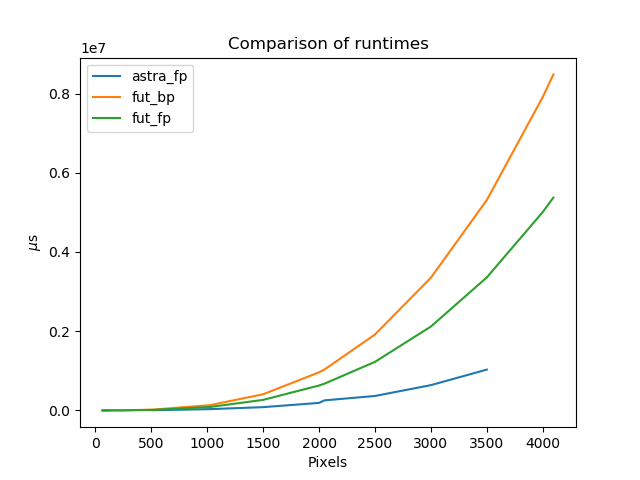 Comparison of runtimes
1e7
astra_fp
fut_bp
fut_fp
0.8
0.6
0.4
0.2
0.0
μs
0 500 1000 1500 2000 2500 3000 3500 4000
Pixels